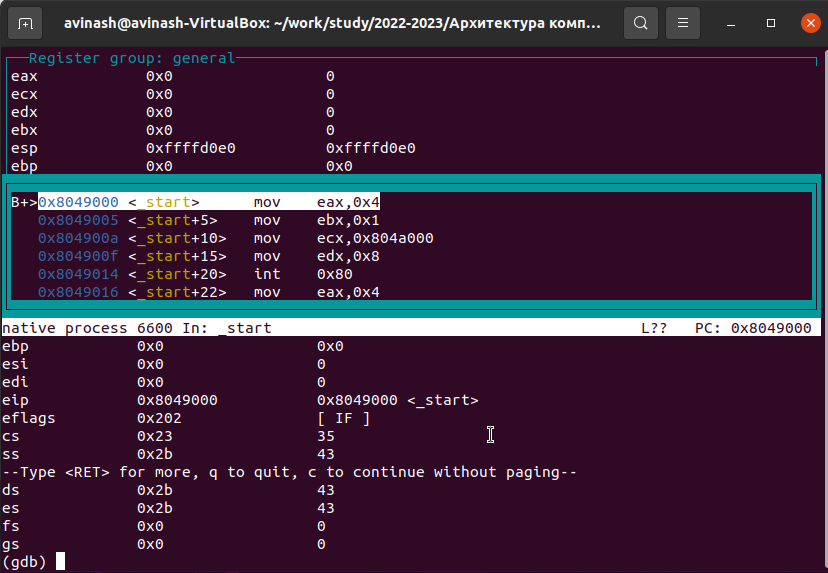 avinash@avinash-VirtualBox: ~/work/study/2022-2023/Архитектура комп...
Register group: general
eax 0x0 0
ecx 0x0 0
edx 0x0 0
ebx 0x0 0
esp 0xffffd0e0 0xffffd0e0
ebp 0x0 0x0
B+>0x8049000 <_start> mov eax,0x4
0x8049005 <_start+5> mov ebx,0x1
0x804900a <_start+10> mov ecx,0x804a000
0x804900f <_start+15> mov edx,0x8
0x8049014 <_start+20> int 0x80
0x8049016 <_start+22> mov eax,0x4
native process 6600 In: _start L?? PC: 0x8049000
ebp 0x0 0x0
esi 0x0 0
edi 0x0 0
eip 0x8049000 0x8049000 <_start>
eflags 0x202 [ IF ]
cs 0x23 35
ss 0x2b 43
--Type <RET> for more, q to quit, c to continue without paging--
ds 0x2b 43
es 0x2b 43
fs 0x0 0
gs 0x0 0
(gdb)